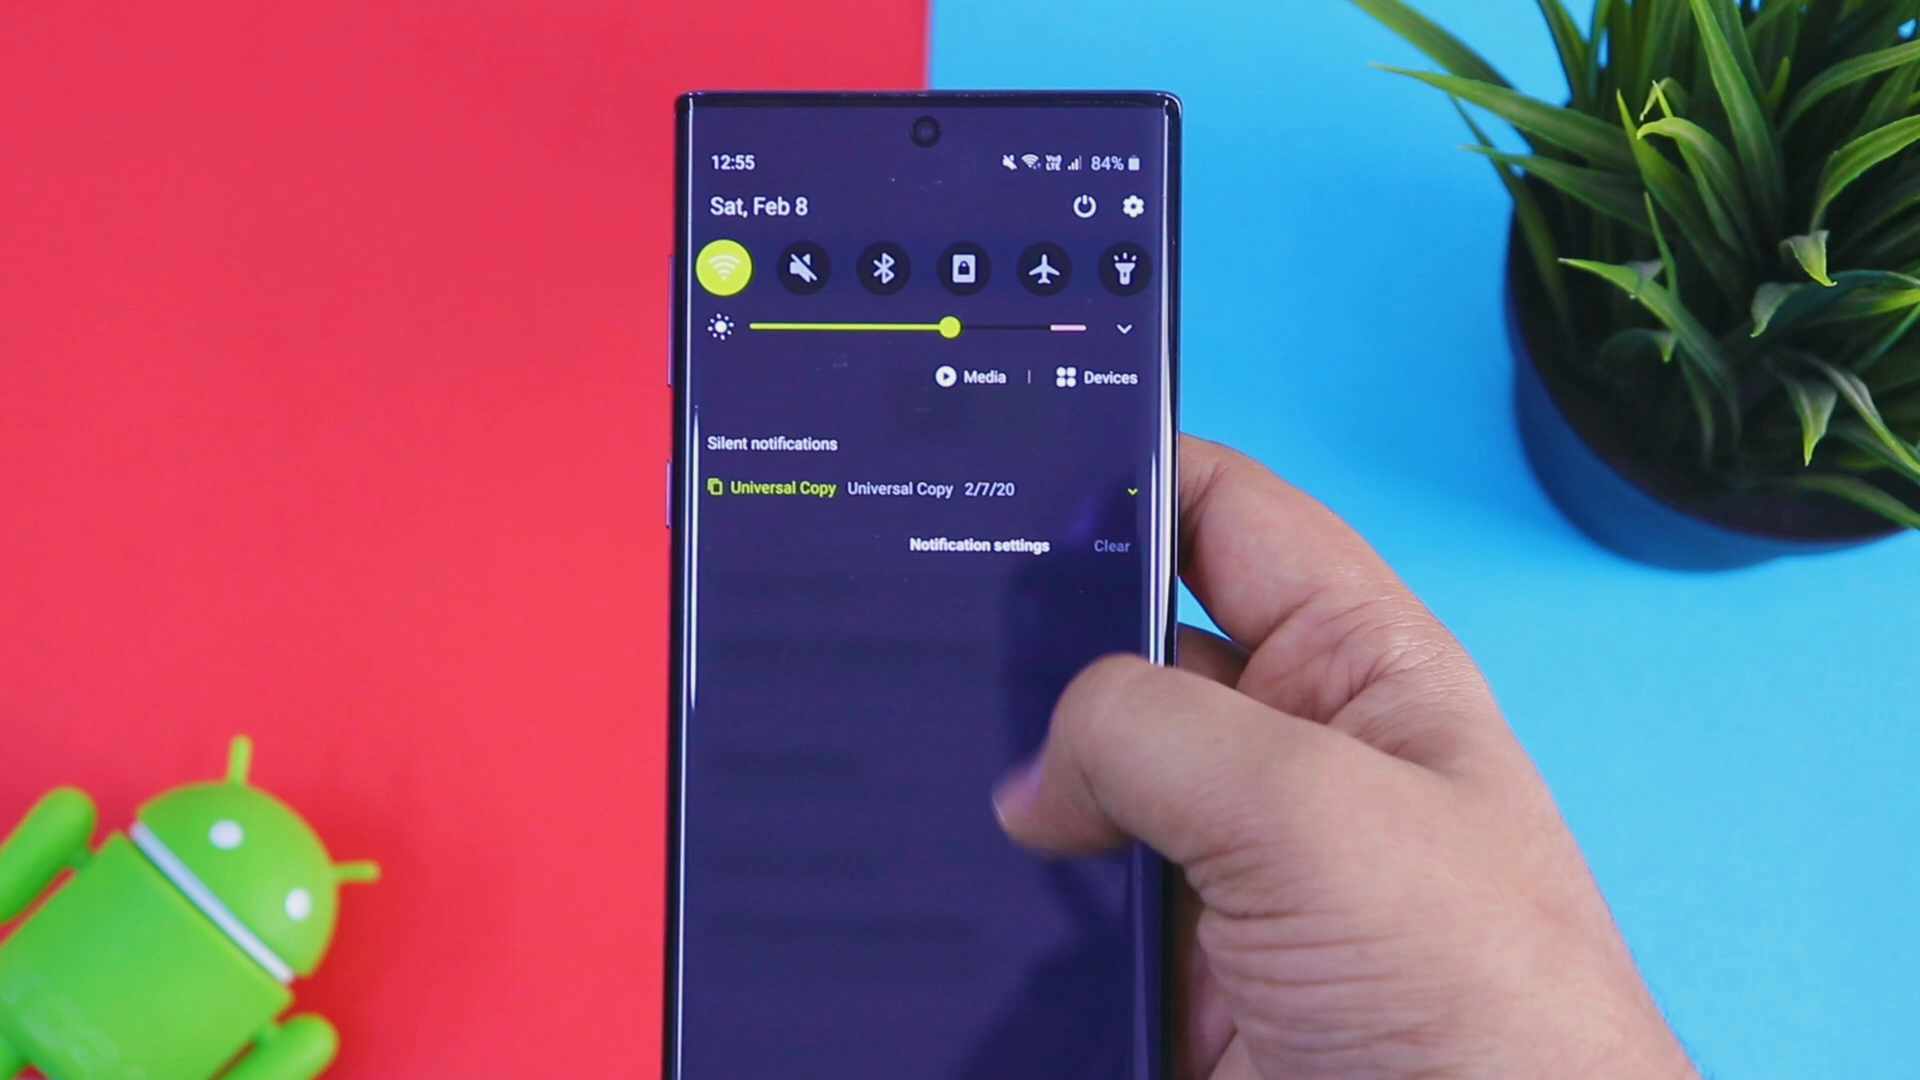 12:55 84%
Sat, Feb 8
Media | Devices
Silent notifications
Universal Copy Universal Copy 2/7/20
Notification settings Clear